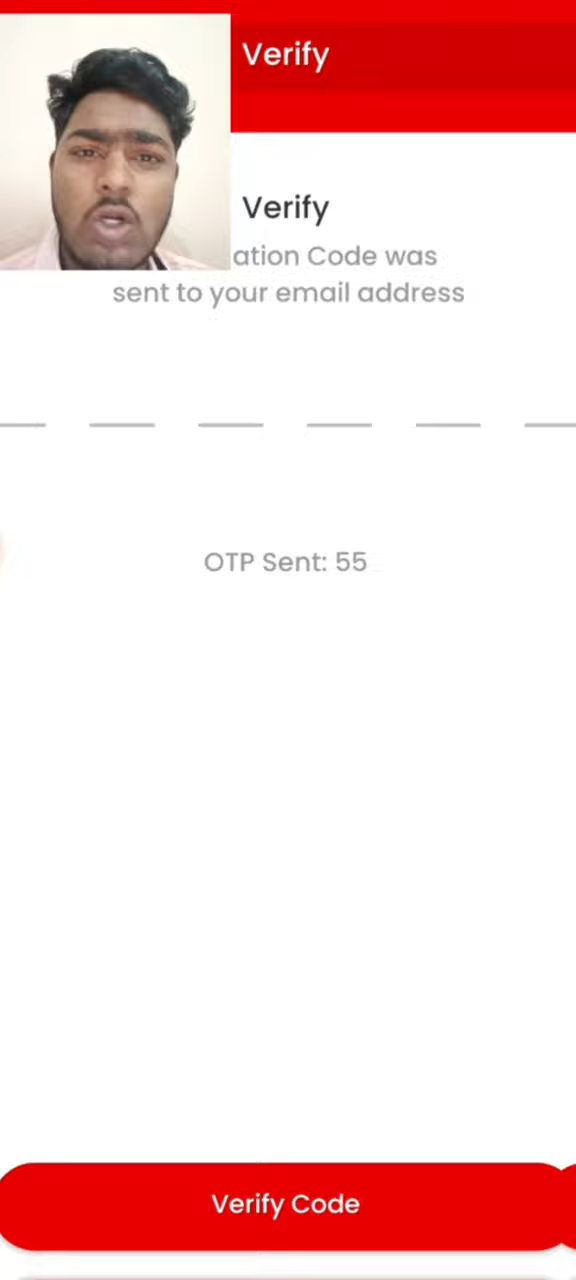 Verify
Verify
ation Code was
sent to your email address
OTP Sent: 55
Verify Code